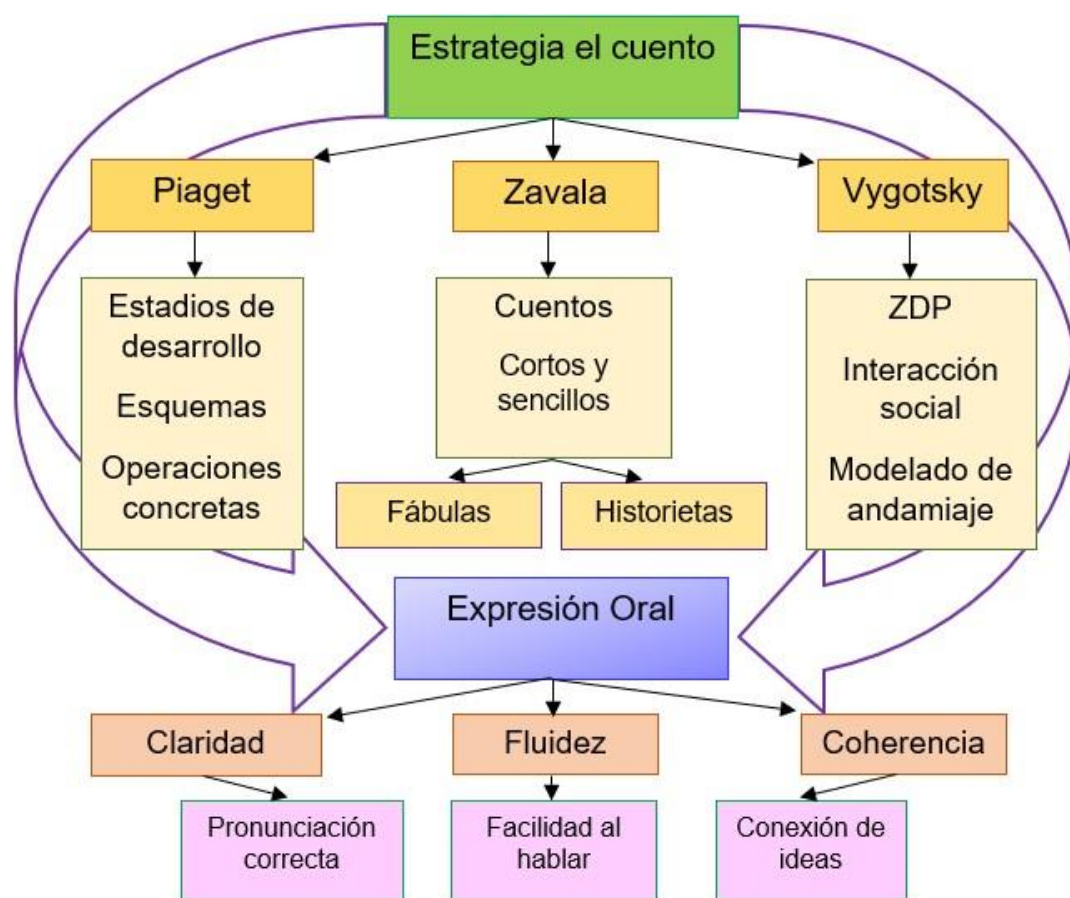 Estrategia el cuento
Piaget
Zavala
Vygotsky
Estadios de
desarrollo
Esquemas
Operaciones
concretas
Cuentos
Cortos y
sencillos
Fábulas
Historietas
ZDP
Interacción
social
Modelado de
andamiaje
Expresión Oral
Claridad
Fluidez
Coherencia
Pronunciación
correcta
Facilidad al
hablar
Conexión de
ideas